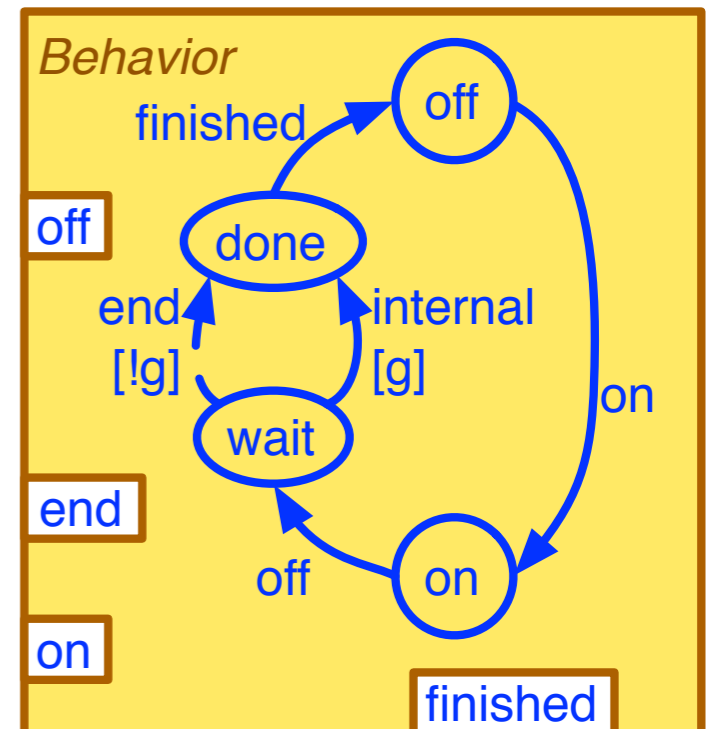 Behavior
off
finished
off
done
end
[!g]
internal
[g]
on
wait
end
off
on
on
finished